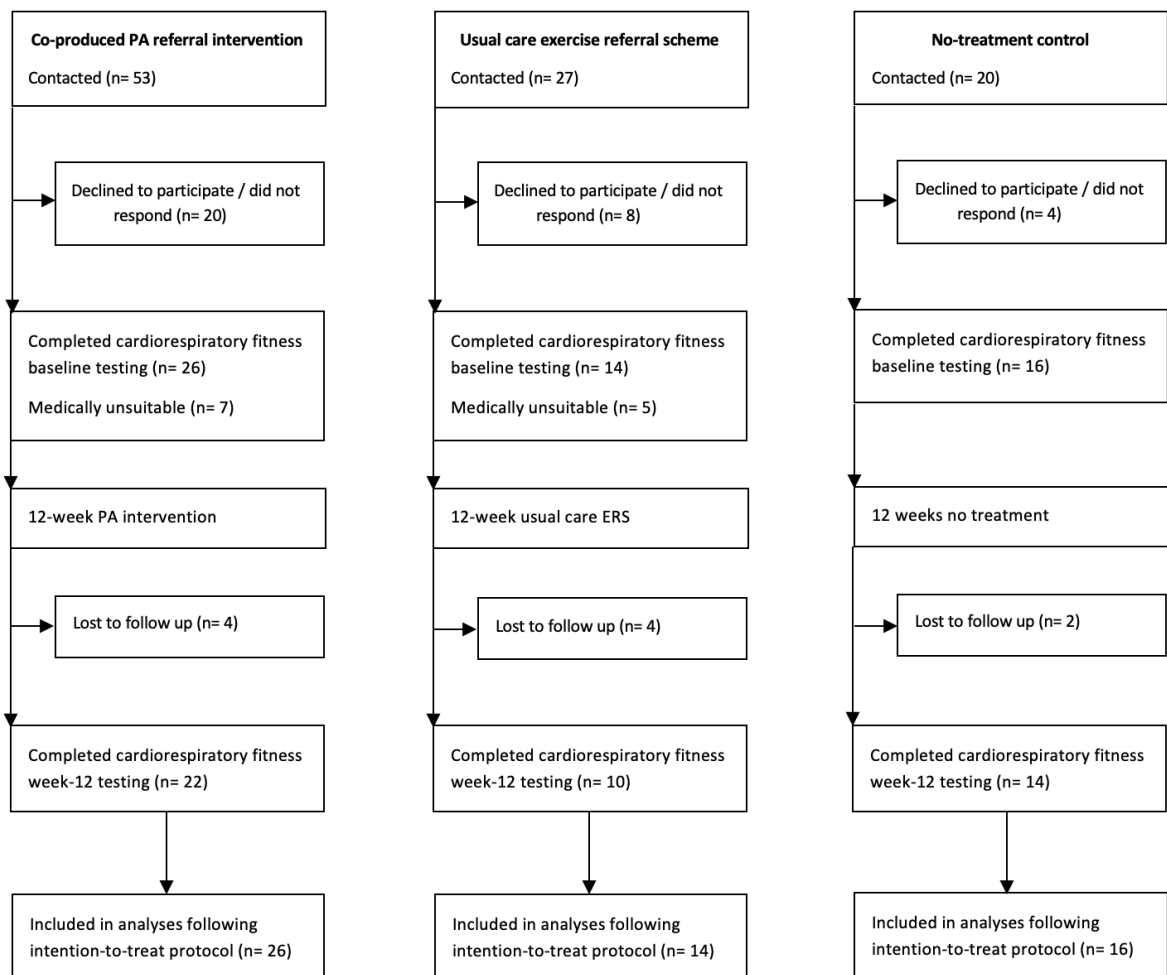 Co-produced PA referral intervention
Contacted (n= 53)
Declined to participate / did not
respond (n= 20)
Completed cardiorespiratory fitness
baseline testing (n= 26)
Medically unsuitable (n= 7)
12-week PA intervention
Lost to follow up (n= 4)
Completed cardiorespiratory fitness
week-12 testing (n= 22)
Included in analyses following
intention-to-treat protocol (n= 26)
Usual care exercise referral scheme
Contacted (n= 27)
Declined to participate / did not
respond (n= 8)
Completed cardiorespiratory fitness
baseline testing (n= 14)
Medically unsuitable (n= 5)
12-week usual care ERS
Lost to follow up (n= 4)
Completed cardiorespiratory fitness
week-12 testing (n= 10)
Included in analyses following
intention-to-treat protocol (n= 14)
No-treatment control
Contacted (n= 20)
Declined to participate / did not
respond (n= 4)
Completed cardiorespiratory fitness
baseline testing (n= 16)
12 weeks no treatment
Lost to follow up (n= 2)
Completed cardiorespiratory fitness
week-12 testing (n= 14)
Included in analyses following
intention-to-treat protocol (n= 16)